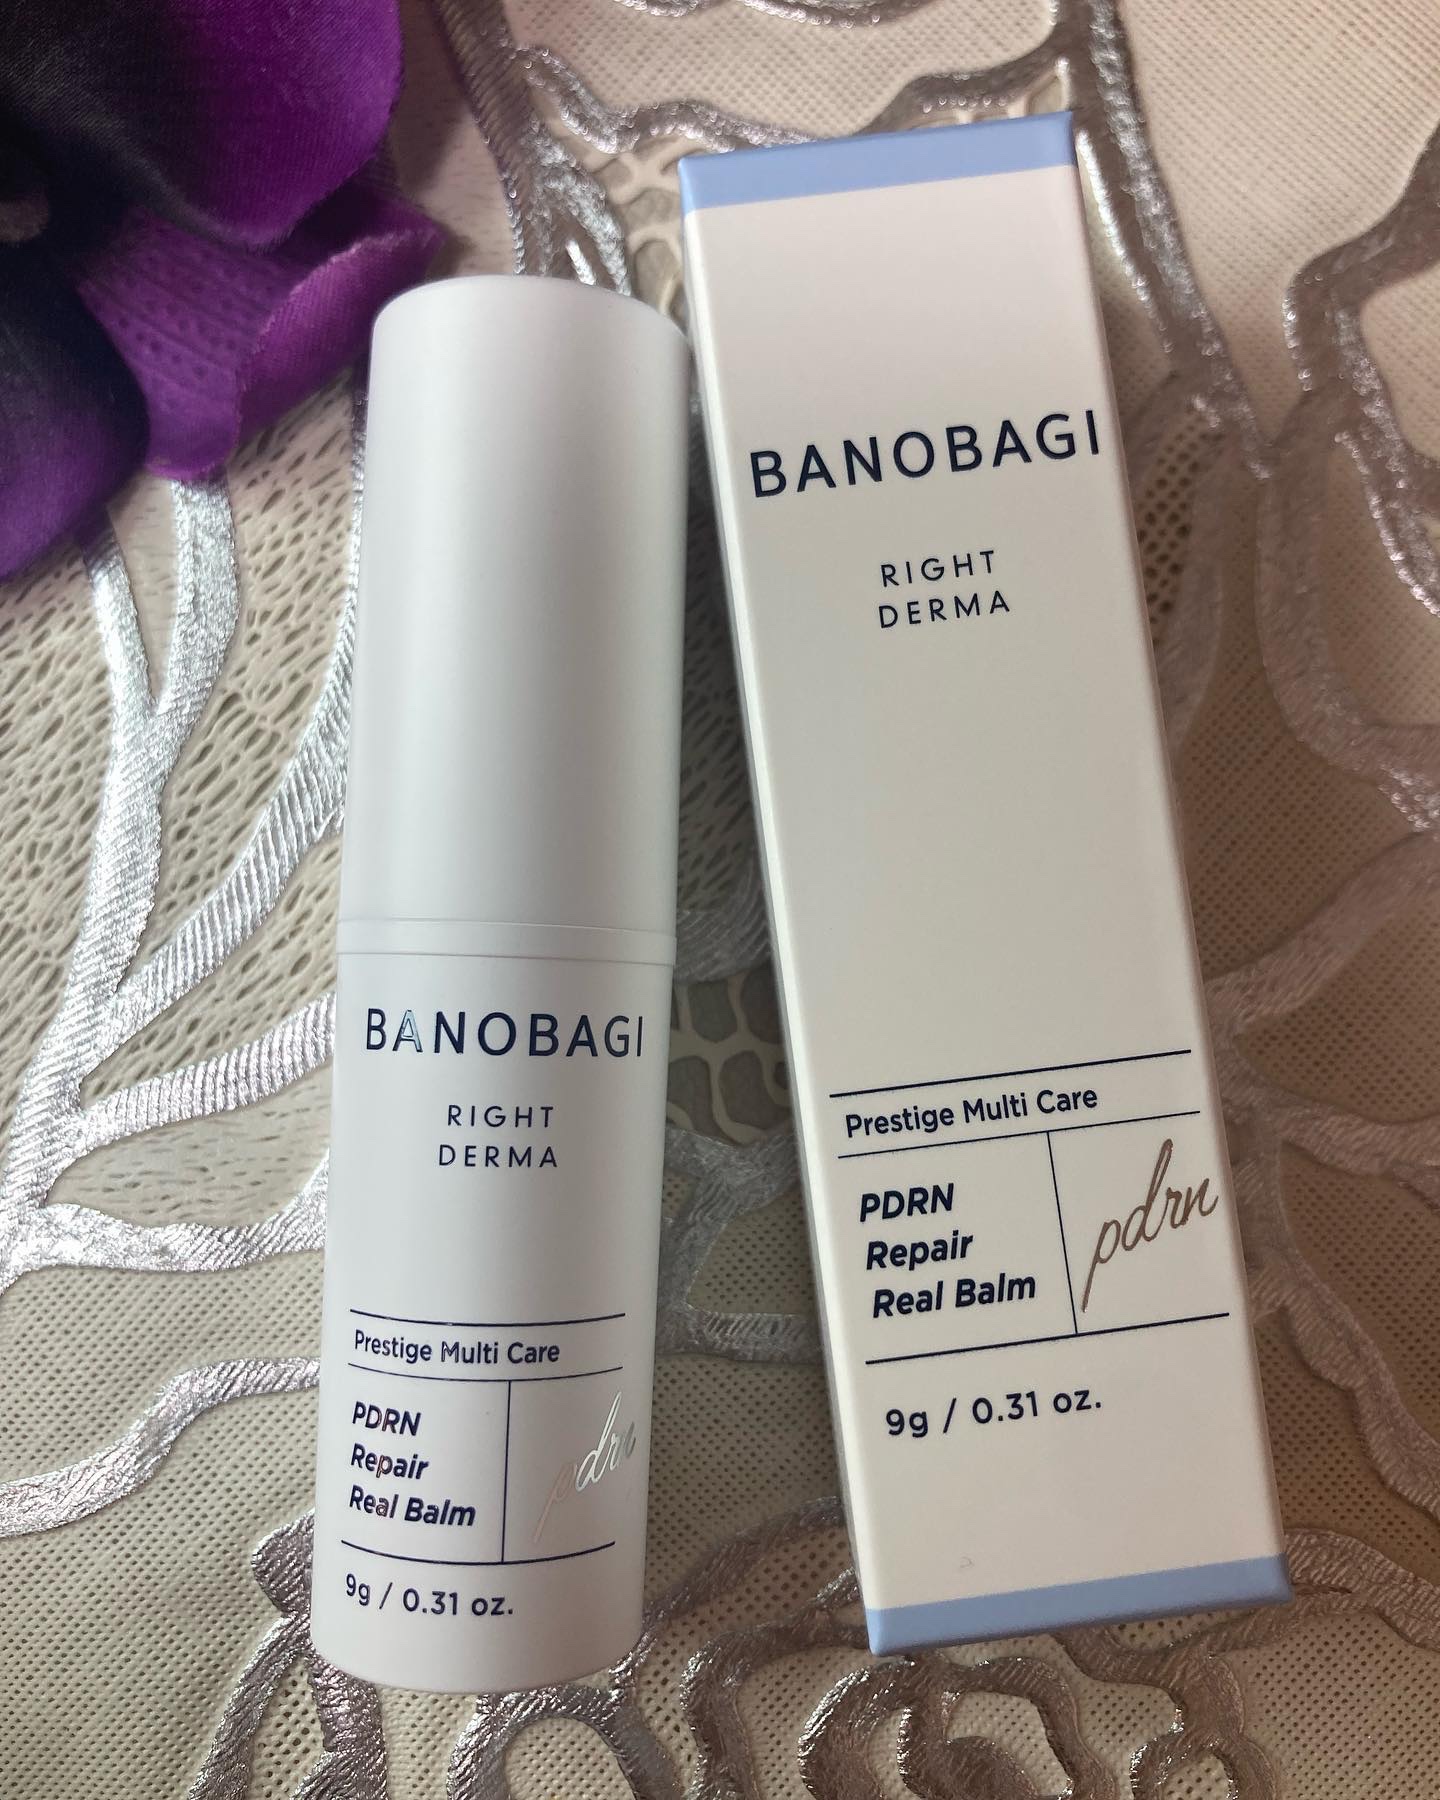 BANOBAGI
RIGHT
DERMA
Prestige Multi Care
PDRN
Repair
Real Balm
pdrn
9g / 0.31 oz.
BANOBAGI
RIGHT
DERMA
Prestige Multi Care
PDRN
Repair
Real Balm
pdrn
9g / 0.31 oz.